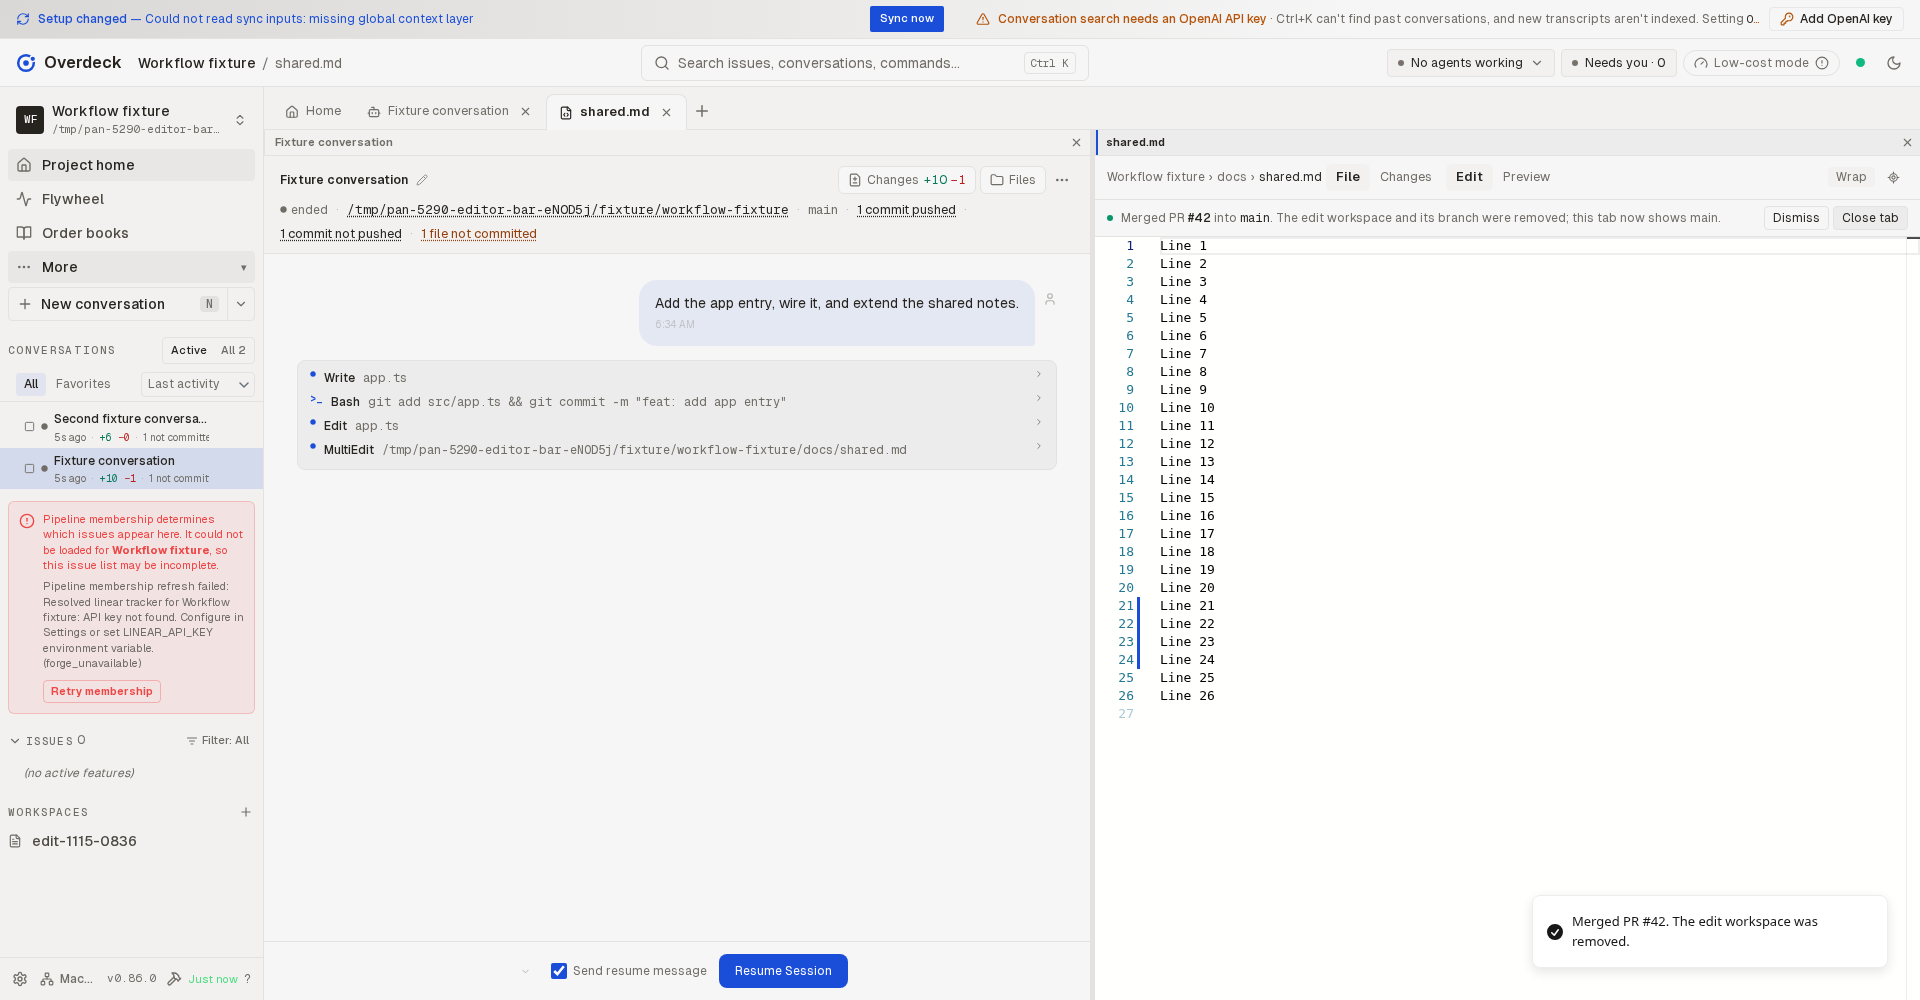 Setup changed — Could not read sync inputs: missing global context layer
Sync now
Conversation search needs an OpenAI API key · Ctrl+K can't find past conversations, and new transcripts aren't indexed. Setting o…
Add OpenAI key
Overdeck
Workflow fixture / shared.md
Search issues, conversations, commands...
Ctrl K
No agents working
Needs you · 0
Low-cost mode
WF
Workflow fixture
/tmp/pan-5290-editor-bar…
Project home
Flywheel
Order books
More
New conversation N
CONVERSATIONS
Active All 2
All Favorites
Last activity
Second fixture conversa…
5s ago · +6 −0 · 1 not committe
Fixture conversation
5s ago · +10 −1 · 1 not commit
Pipeline membership determines
which issues appear here. It could not
be loaded for Workflow fixture, so
this issue list may be incomplete.
Pipeline membership refresh failed:
Resolved linear tracker for Workflow
fixture: API key not found. Configure in
Settings or set LINEAR_API_KEY
environment variable.
(forge_unavailable)
Retry membership
ISSUES 0
Filter: All
(no active features)
WORKSPACES
edit-1115-0836
Mac… v0.86.0 Just now ?
Home
Fixture conversation
shared.md
Fixture conversation
Fixture conversation
Changes +10 −1
Files
ended · /tmp/pan-5290-editor-bar-eNOD5j/fixture/workflow-fixture · main · 1 commit pushed ·
1 commit not pushed · 1 file not committed
Add the app entry, wire it, and extend the shared notes.
6:34 AM
Write app.ts
Bash git add src/app.ts && git commit -m "feat: add app entry"
Edit app.ts
MultiEdit /tmp/pan-5290-editor-bar-eNOD5j/fixture/workflow-fixture/docs/shared.md
Send resume message
Resume Session
shared.md
Workflow fixture › docs › shared.md
File Changes
Edit Preview
Wrap
Merged PR #42 into main. The edit workspace and its branch were removed; this tab now shows main.
Dismiss
Close tab
1 Line 1
2 Line 2
3 Line 3
4 Line 4
5 Line 5
6 Line 6
7 Line 7
8 Line 8
9 Line 9
10 Line 10
11 Line 11
12 Line 12
13 Line 13
14 Line 14
15 Line 15
16 Line 16
17 Line 17
18 Line 18
19 Line 19
20 Line 20
21 Line 21
22 Line 22
23 Line 23
24 Line 24
25 Line 25
26 Line 26
27
Merged PR #42. The edit workspace was
removed.